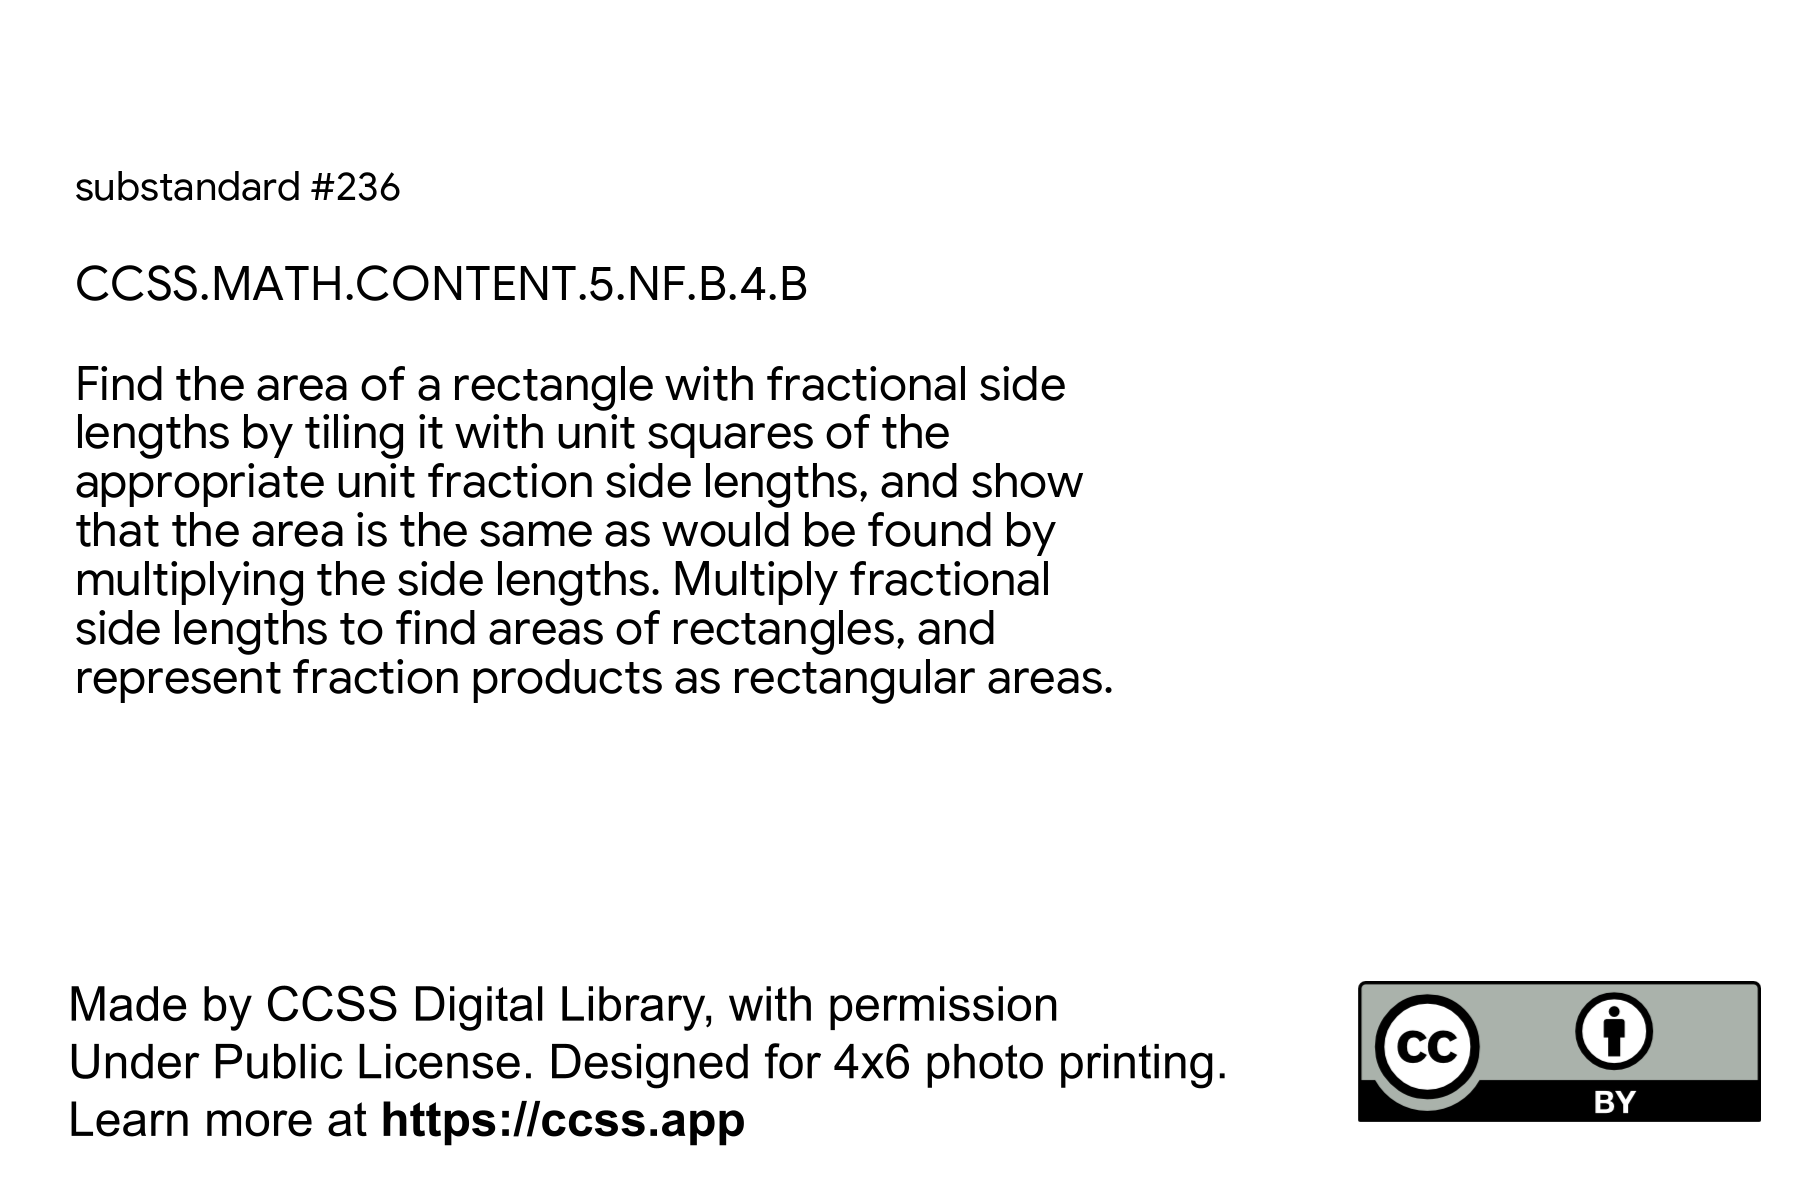 substandard #236
CCSS.MATH.CONTENT.5.NF.B.4.B
Find the area of a rectangle with fractional side
lengths by tiling it with unit squares of the
appropriate unit fraction side lengths, and show
that the area is the same as would be found by
multiplying the side lengths. Multiply fractional
side lengths to find areas of rectangles, and
represent fraction products as rectangular areas.
Made by CCSS Digital Library, with permission
Under Public License. Designed for 4x6 photo printing.
Learn more at https://ccss.app
CC
BY